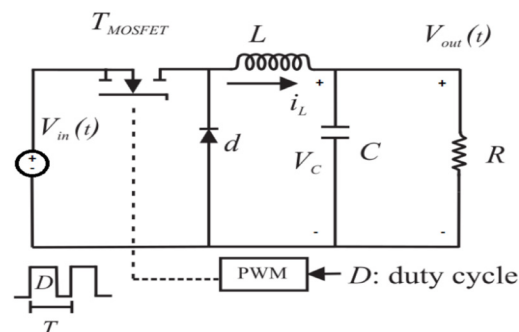 T_MOSFET
L
V_out (t)
V_in (t)
+
-
i_L
d
+
V_C
-
C
+
-
R
D
T
PWM
D: duty cycle